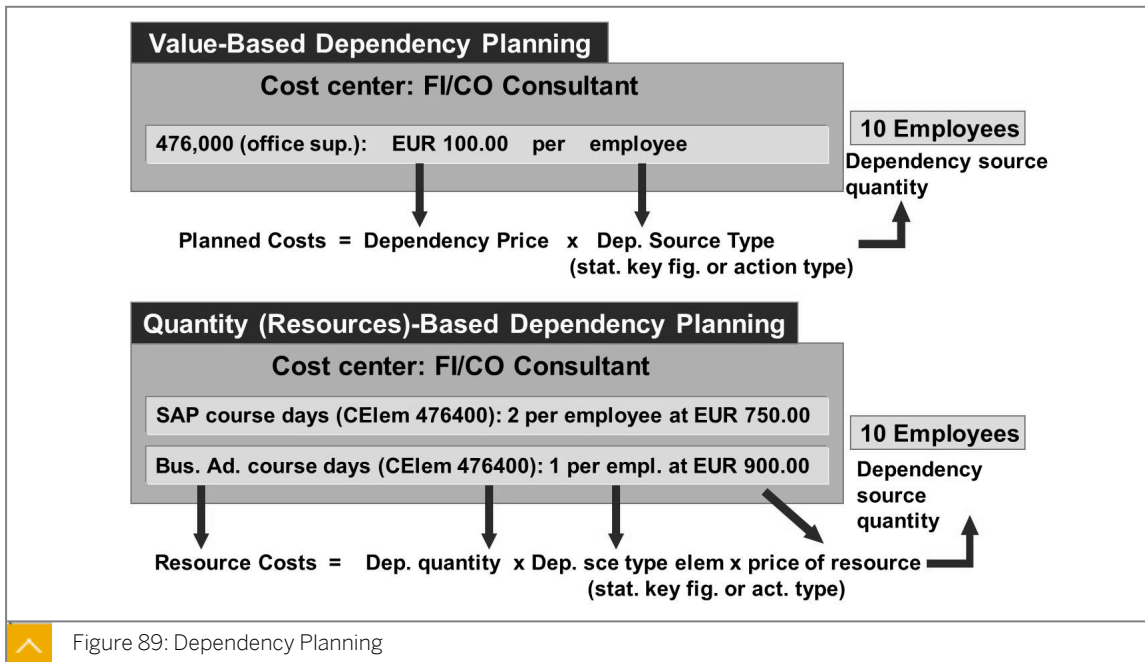 Value-Based Dependency Planning
Cost center: FI/CO Consultant
476,000 (office sup.): EUR 100.00 per employee
10 Employees
Dependency source
quantity
Planned Costs = Dependency Price x Dep. Source Type
(stat. key fig. or action type)
Quantity (Resources)-Based Dependency Planning
Cost center: FI/CO Consultant
SAP course days (CElem 476400): 2 per employee at EUR 750.00
Bus. Ad. course days (CElem 476400): 1 per empl. at EUR 900.00
10 Employees
Dependency
source
quantity
Resource Costs = Dep. quantity x Dep. sce type elem x price of resource
(stat. key fig. or act. type)
Figure 89: Dependency Planning